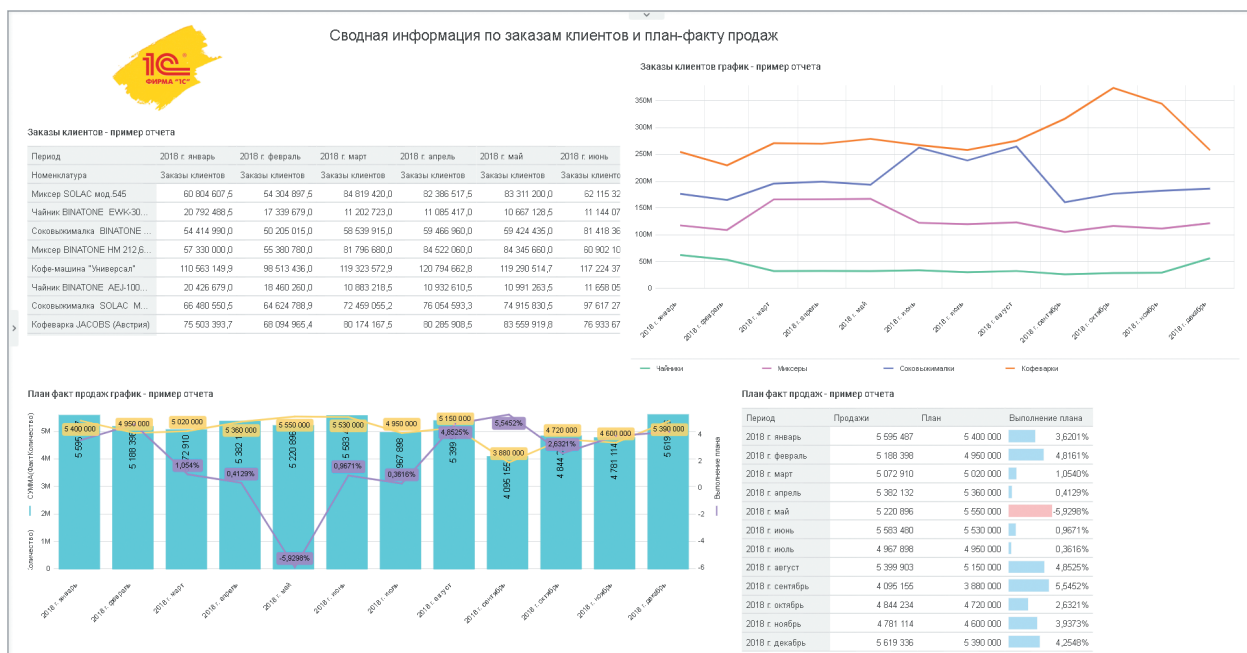 Сводная информация по заказам клиентов и план-факту продаж
1С
ФИРМА "1С"
Заказы клиентов - пример отчета
Период 2018 г. январь 2018 г. февраль 2018 г. март 2018 г. апрель 2018 г. май 2018 г. июнь
Номенклатура Заказы клиентов Заказы клиентов Заказы клиентов Заказы клиентов Заказы клиентов Заказы клиентов
Миксер SOLAC мод.545 60 804 607,5 54 304 897,5 84 819 420,0 82 386 517,5 83 311 200,0 62 115 32
Чайник BINATONE EWK-30... 20 792 488,5 17 339 679,0 11 202 723,0 11 085 417,0 10 667 128,5 11 144 07
Соковыжималка BINATONE ... 54 414 990,0 50 205 015,0 58 539 915,0 59 466 960,0 59 424 435,0 81 418 36
Миксер BINATONE HM 212,6... 57 330 000,0 55 380 780,0 81 796 680,0 84 522 060,0 84 345 660,0 60 902 10
Кофе-машина "Универсал" 110 563 149,9 98 513 436,0 119 323 572,9 120 794 662,8 119 290 514,7 117 224 37
Чайник BINATONE AEJ-100... 20 426 679,0 18 460 260,0 10 883 218,5 10 932 610,5 10 991 263,5 11 658 05
Соковыжималка SOLAC М... 66 480 550,5 64 624 788,9 72 459 055,2 76 054 593,3 74 915 830,5 97 617 27
Кофеварка JACOBS (Австрия) 75 503 393,7 68 094 965,4 80 174 167,5 80 285 908,5 83 559 919,8 76 933 67
Заказы клиентов график - пример отчета
350M
300M
250M
200M
150M
100M
50M
0
2018 г. январь 2018 г. февраль 2018 г. март 2018 г. апрель 2018 г. май 2018 г. июнь 2018 г. июль 2018 г. август 2018 г. сентябрь 2018 г. октябрь 2018 г. ноябрь 2018 г. декабрь
Чайники Миксеры Соковыжималки Кофеварки
План факт продаж график - пример отчета
СУММА(ФактКоличество)
Количество)
5M
4M
3M
2M
1M
0
5 400 000 4 950 000 5 020 000 5 360 000 5 550 000 5 530 000 4 950 000 5 150 000 3 880 000 4 720 000 4 600 000 5 390 000
5 188 398 5 220 896 4 095 155 4 781 114
1,054% 0,4129% -5,9298% 0,9671% 0,3616% 4,8525% 5,5452% 2,6321%
4
2
0
-2
-4
-6
Выполнение плана
2018 г. январь 2018 г. февраль 2018 г. март 2018 г. апрель 2018 г. май 2018 г. июнь 2018 г. июль 2018 г. август 2018 г. сентябрь 2018 г. октябрь 2018 г. ноябрь 2018 г. декабрь
План факт продаж - пример отчета
Период Продажи План Выполнение плана
2018 г. январь 5 595 487 5 400 000 3,6201%
2018 г. февраль 5 188 398 4 950 000 4,8161%
2018 г. март 5 072 910 5 020 000 1,0540%
2018 г. апрель 5 382 132 5 360 000 0,4129%
2018 г. май 5 220 896 5 550 000 -5,9298%
2018 г. июнь 5 583 480 5 530 000 0,9671%
2018 г. июль 4 967 898 4 950 000 0,3616%
2018 г. август 5 399 903 5 150 000 4,8525%
2018 г. сентябрь 4 095 155 3 880 000 5,5452%
2018 г. октябрь 4 844 234 4 720 000 2,6321%
2018 г. ноябрь 4 781 114 4 600 000 3,9373%
2018 г. декабрь 5 619 336 5 390 000 4,2548%